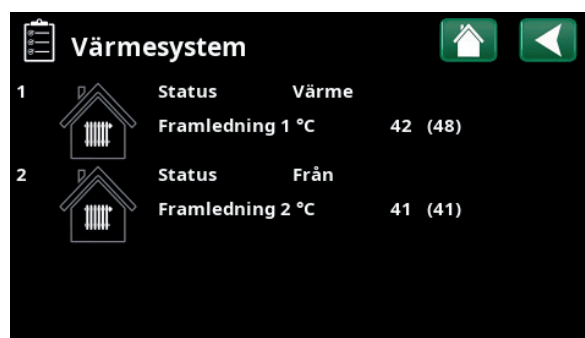 Värmesystem
1 Status Värme
Framledning 1 °C 42 (48)
2 Status Från
Framledning 2 °C 41 (41)